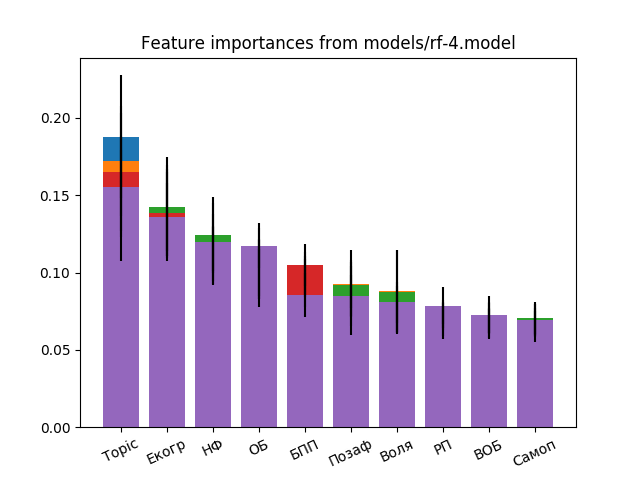 Feature importances from models/rf-4.model
0.20
0.15
0.10
0.05
0.00
Торіс
Екогр
НФ
ОБ
БПП
Позаф
Воля
РП
ВОБ
Самоп